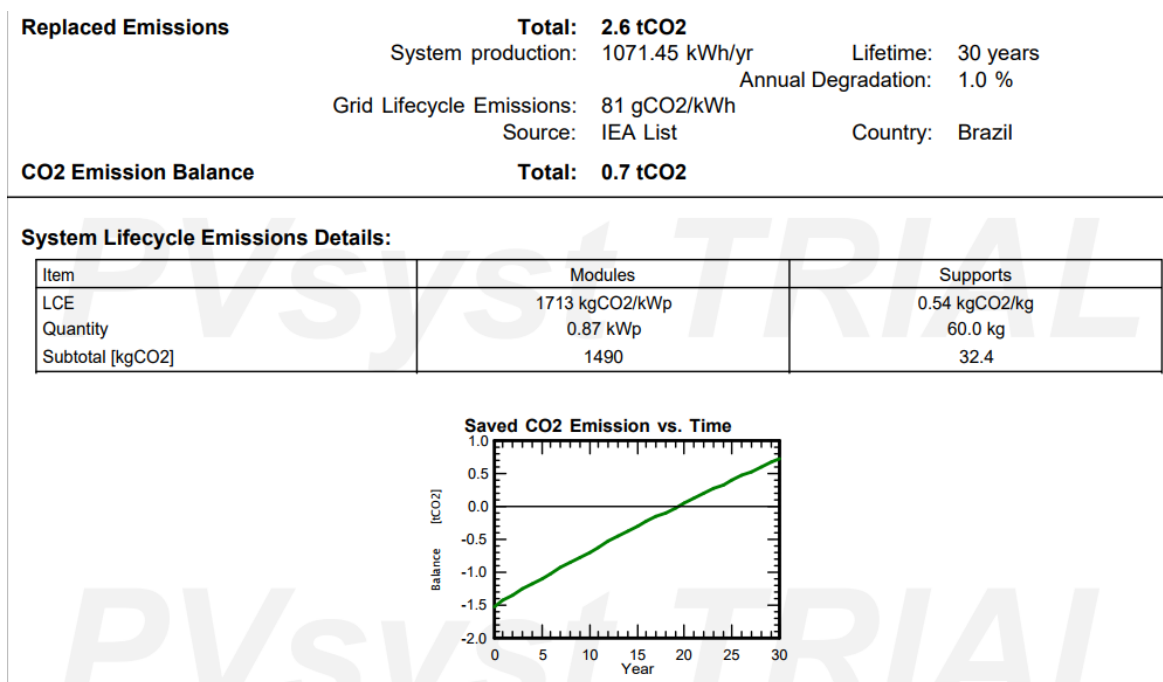 Replaced Emissions Total: 2.6 tCO2
System production: 1071.45 kWh/yr Lifetime: 30 years
Annual Degradation: 1.0 %
Grid Lifecycle Emissions: 81 gCO2/kWh
Source: IEA List Country: Brazil
CO2 Emission Balance Total: 0.7 tCO2
PVsyst TRIAL
System Lifecycle Emissions Details:
Item Modules Supports
LCE 1713 kgCO2/kWp 0.54 kgCO2/kg
Quantity 0.87 kWp 60.0 kg
Subtotal [kgCO2] 1490 32.4
Saved CO2 Emission vs. Time
1.0
0.5
0.0
-0.5
-1.0
-1.5
-2.0
Balance [tCO2]
0 5 10 15 20 25 30
Year
PVsyst TRIAL